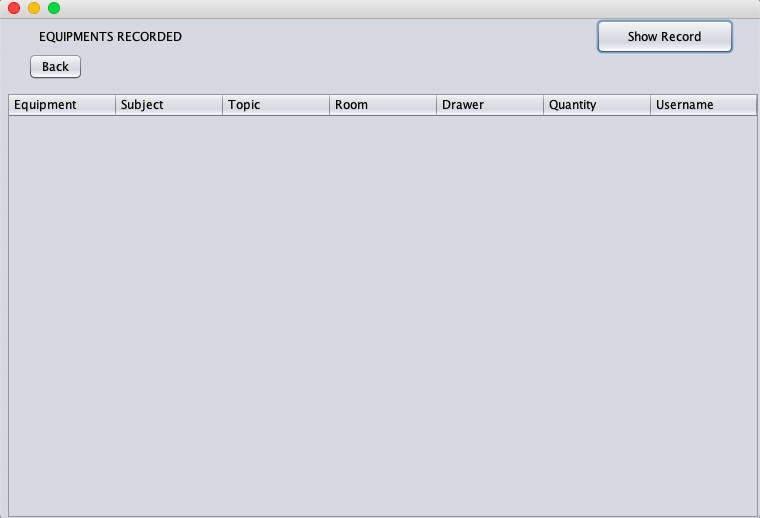 EQUIPMENTS RECORDED
Show Record
Back
Equipment Subject Topic Room Drawer Quantity Username